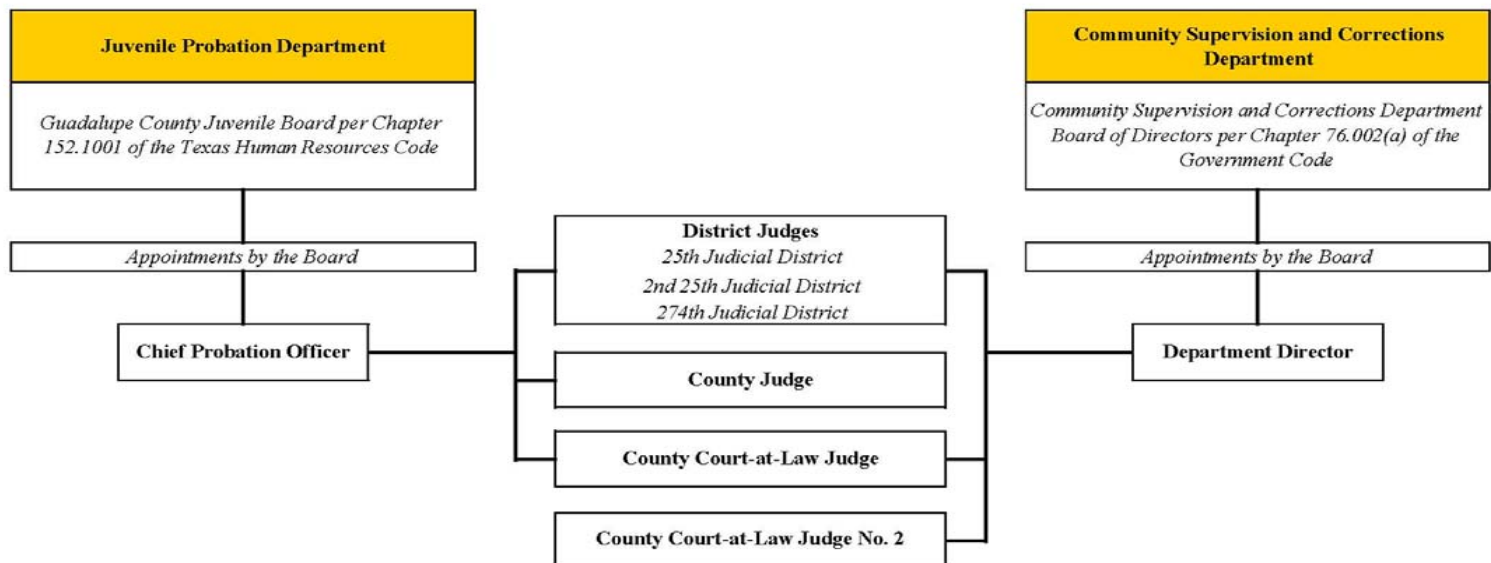 Juvenile Probation Department
Guadalupe County Juvenile Board per Chapter
152.1001 of the Texas Human Resources Code
Appointments by the Board
Chief Probation Officer
District Judges
25th Judicial District
2nd 25th Judicial District
274th Judicial District
County Judge
County Court-at-Law Judge
County Court-at-Law Judge No. 2
Community Supervision and Corrections
Department
Community Supervision and Corrections Department
Board of Directors per Chapter 76.002(a) of the
Government Code
Appointments by the Board
Department Director